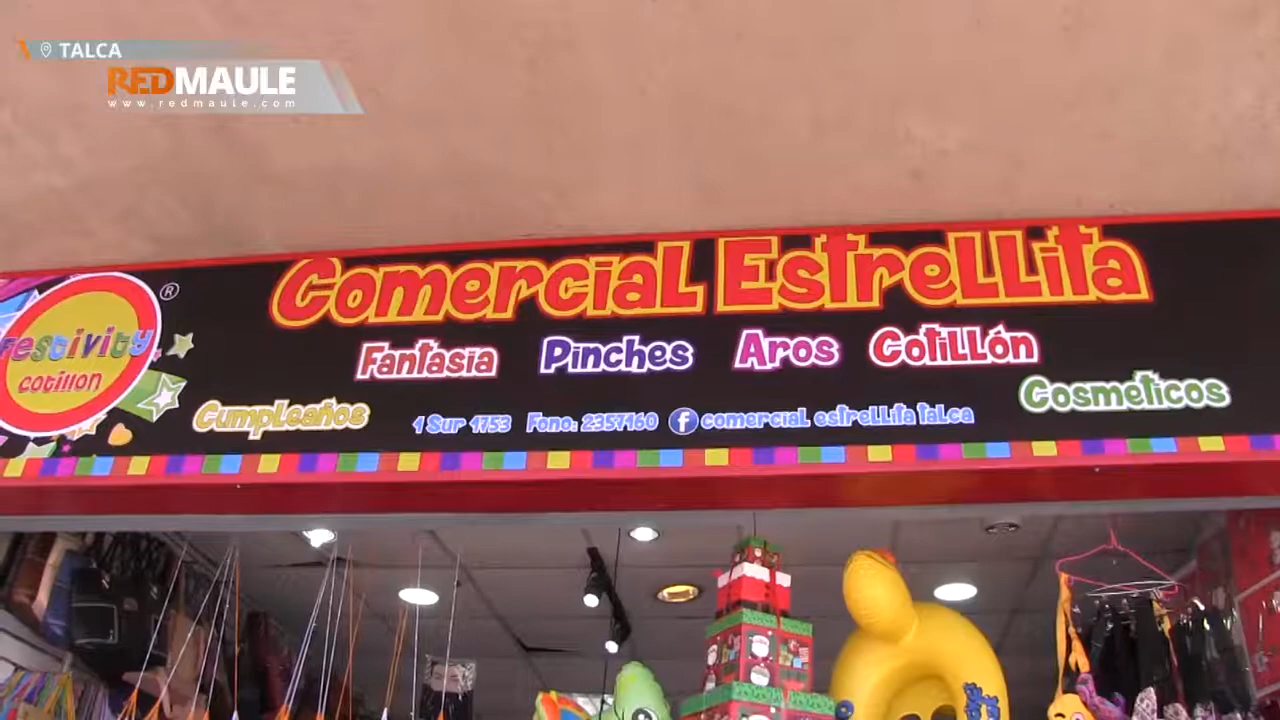 TALCA
REDMAULE
www.redmaule.com
Comercial Estrellita
Festivity
cotillon
®
Fantasia Pinches Aros Cotillón
Cumpleaños
1 Sur 1753 Fono: 2357160 f comercial estrellita talca
Cosmeticos